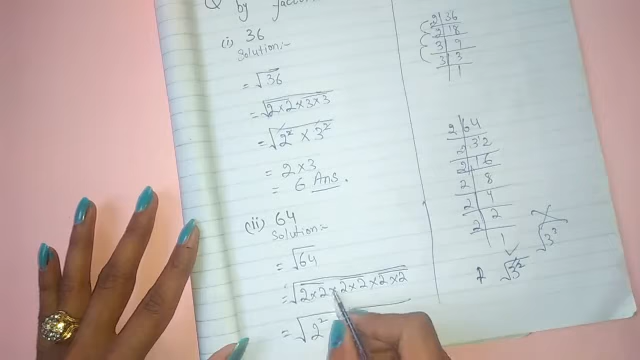 Q by
(i) 36
Solution:-
= √36
= √2×2×3×3
= √2² × 3²
= 2×3
= 6 Ans.
(ii) 64
Solution:-
= √64
= √2×2×2×2×2×2
= √2²
2 36
2 18
3 9
3 3
1
2 64
2 32
2 16
2 8
2 4
2 2
1
√3²
√3²